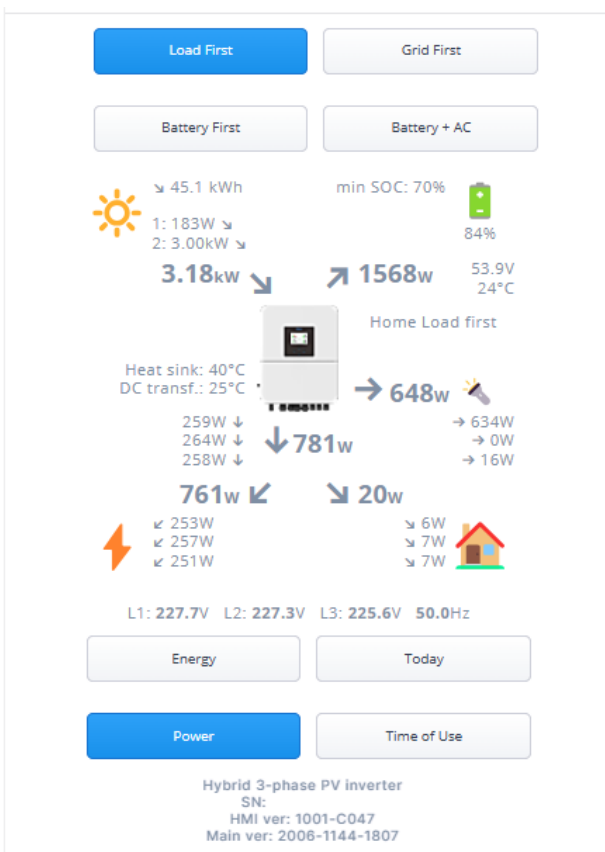 Load First
Grid First
Battery First
Battery + AC
↘ 45.1 kWh
min SOC: 70%
1: 183W ↘
2: 3.00kW ↘
84%
3.18kW ↘
↗ 1568W
53.9V
24°C
Home Load first
Heat sink: 40°C
DC transf.: 25°C
→ 648W
259W ↓
264W ↓
258W ↓
↓ 781W
→ 634W
→ 0W
→ 16W
761W ↙
↘ 20W
↙ 253W
↙ 257W
↙ 251W
↘ 6W
↘ 7W
↘ 7W
L1: 227.7V L2: 227.3V L3: 225.6V 50.0Hz
Energy
Today
Power
Time of Use
Hybrid 3-phase PV inverter
SN:
HMI ver: 1001-C047
Main ver: 2006-1144-1807